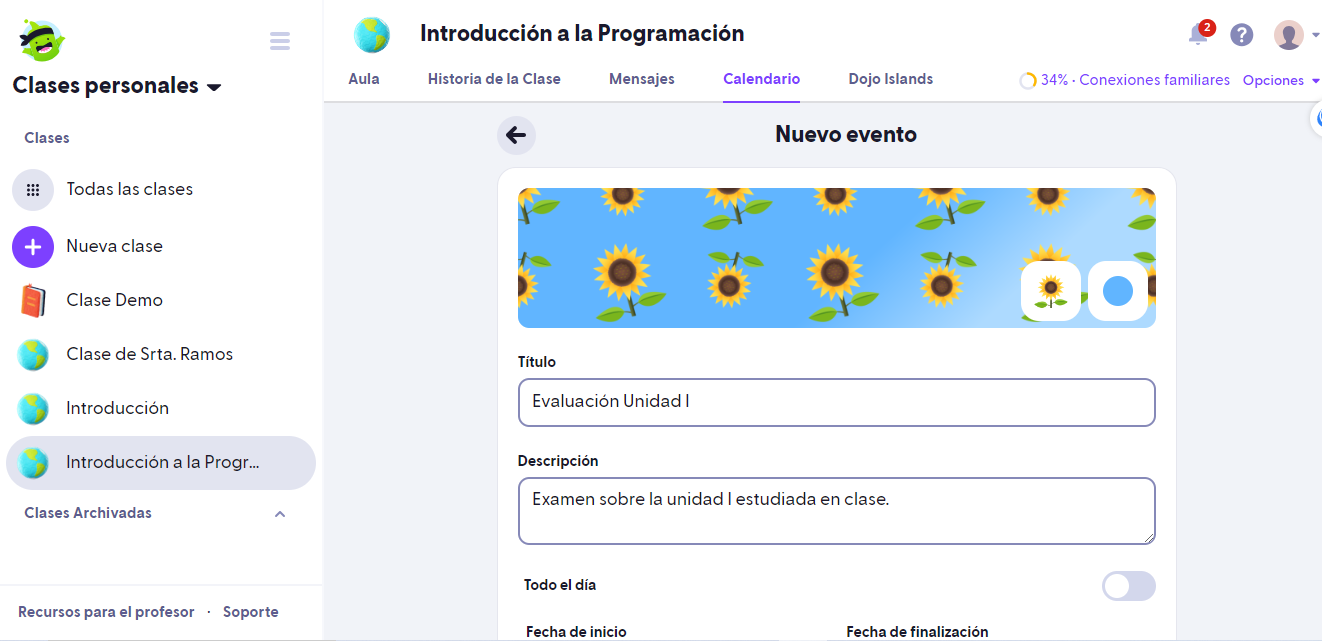 Clases personales
Clases
Todas las clases
Nueva clase
Clase Demo
Clase de Srta. Ramos
Introducción
Introducción a la Progr...
Clases Archivadas
Recursos para el profesor · Soporte
Introducción a la Programación
2
?
Aula
Historia de la Clase
Mensajes
Calendario
Dojo Islands
34% · Conexiones familiares
Opciones
Nuevo evento
Título
Evaluación Unidad I
Descripción
Examen sobre la unidad I estudiada en clase.
Todo el día
Fecha de inicio
Fecha de finalización